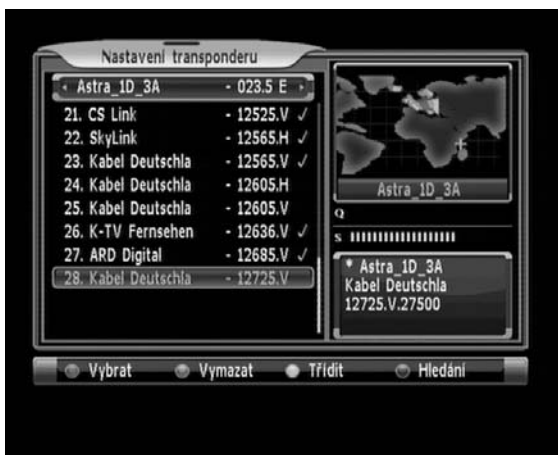 Nastavení transponderu
Astra_1D_3A - 023.5 E
21. CS Link - 12525.V ✓
22. SkyLink - 12565.H ✓
23. Kabel Deutschla - 12565.V ✓
24. Kabel Deutschla - 12605.H
25. Kabel Deutschla - 12605.V
26. K-TV Fernsehen - 12636.V ✓
27. ARD Digital - 12685.V ✓
28. Kabel Deutschla - 12725.V
Astra_1D_3A
Q
S
* Astra_1D_3A
Kabel Deutschla
12725.V.27500
Vybrat Vymazat Třídit Hledání